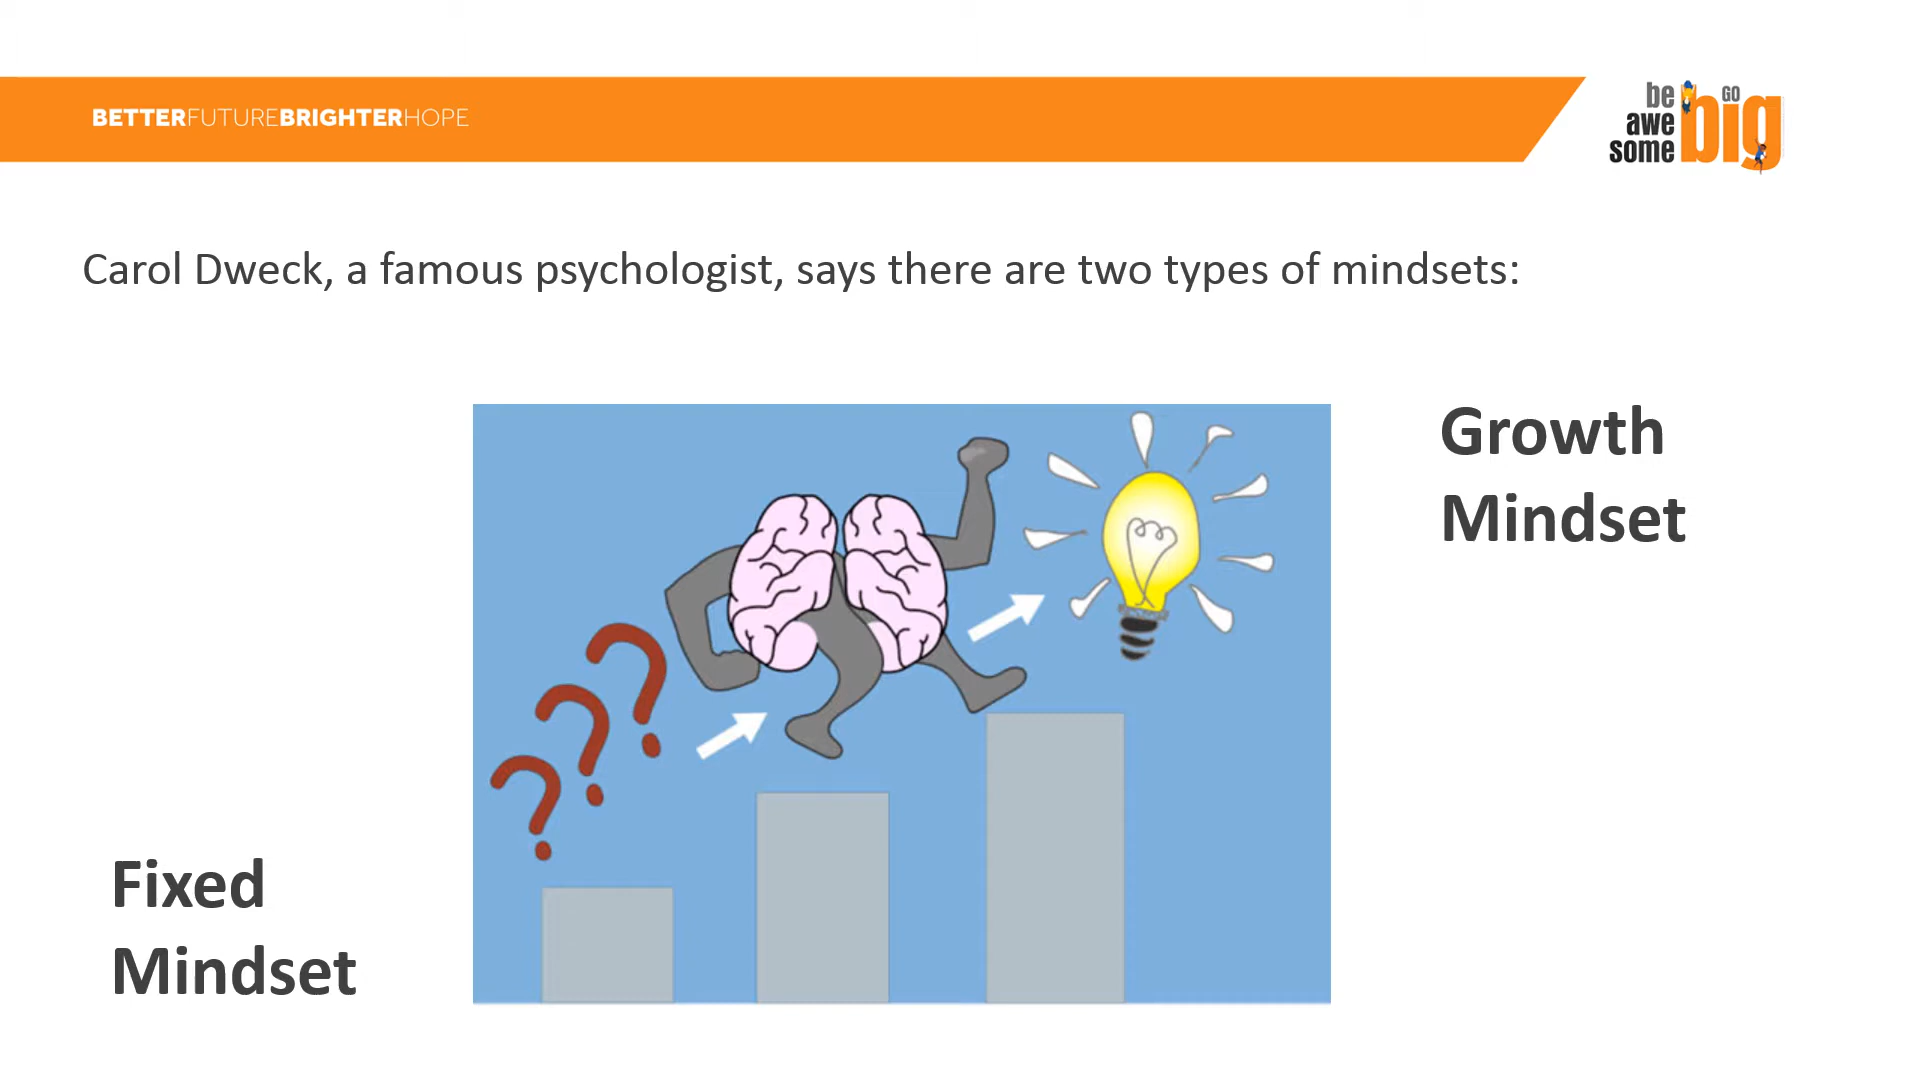 BETTERFUTUREBRIGHTERHOPE
be
awe
some
GO
big
Carol Dweck, a famous psychologist, says there are two types of mindsets:
Growth
Mindset
???
Fixed
Mindset